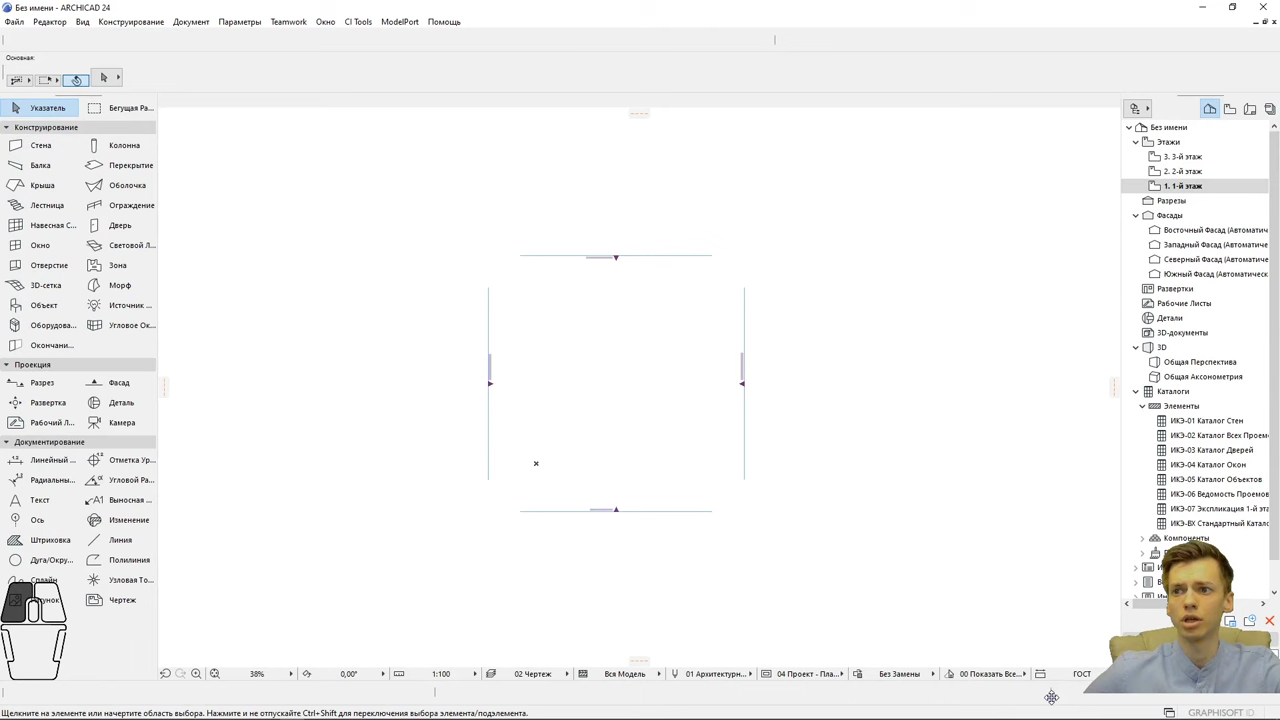 Без имени - ARCHICAD 24
Файл Редактор Вид Конструирование Документ Параметры Teamwork Окно CI Tools ModelPort Помощь
Основная:
Указатель Бегущая Ра...
Конструирование
Стена Колонна
Балка Перекрытие
Крыша Оболочка
Лестница Ограждение
Навесная С... Дверь
Окно Световой Л...
Отверстие Зона
3D-сетка Морф
Объект Источник ...
Оборудова... Угловое Ок...
Окончани...
Проекция
Разрез Фасад
Развертка Деталь
Рабочий Л... Камера
Документирование
Линейный ... Отметка Ур...
Радиальны... Угловой Ра...
Текст Выносная ...
Ось Изменение
Штриховка Линия
Дуга/Окру... Полилиния
Сплайн Узловая То...
Чертеж
Без имени
Этажи
3. 3-й этаж
2. 2-й этаж
1. 1-й этаж
Разрезы
Фасады
Восточный Фасад (Автоматиче
Западный Фасад (Автоматиче
Северный Фасад (Автоматиче
Южный Фасад (Автоматическ
Развертки
Рабочие Листы
Детали
3D-документы
3D
Общая Перспектива
Общая Аксонометрия
Каталоги
Элементы
ИКЭ-01 Каталог Стен
ИКЭ-02 Каталог Всех Проем
ИКЭ-03 Каталог Дверей
ИКЭ-04 Каталог Окон
ИКЭ-05 Каталог Объектов
ИКЭ-06 Ведомость Проемов
ИКЭ-07 Экспликация 1-й эта
ИКЭ-ВХ Стандартный Катало
Компоненты
38% 0,00° 1:100 02 Чертеж Вся Модель 01 Архитектурн... 04 Проект - Пла... Без Замены 00 Показать Все... ГОСТ
Щелкните на элементе или начертите область выбора. Нажмите и не отпускайте Ctrl+Shift для переключения выбора элемента/подэлемента.
GRAPHISOFT ID